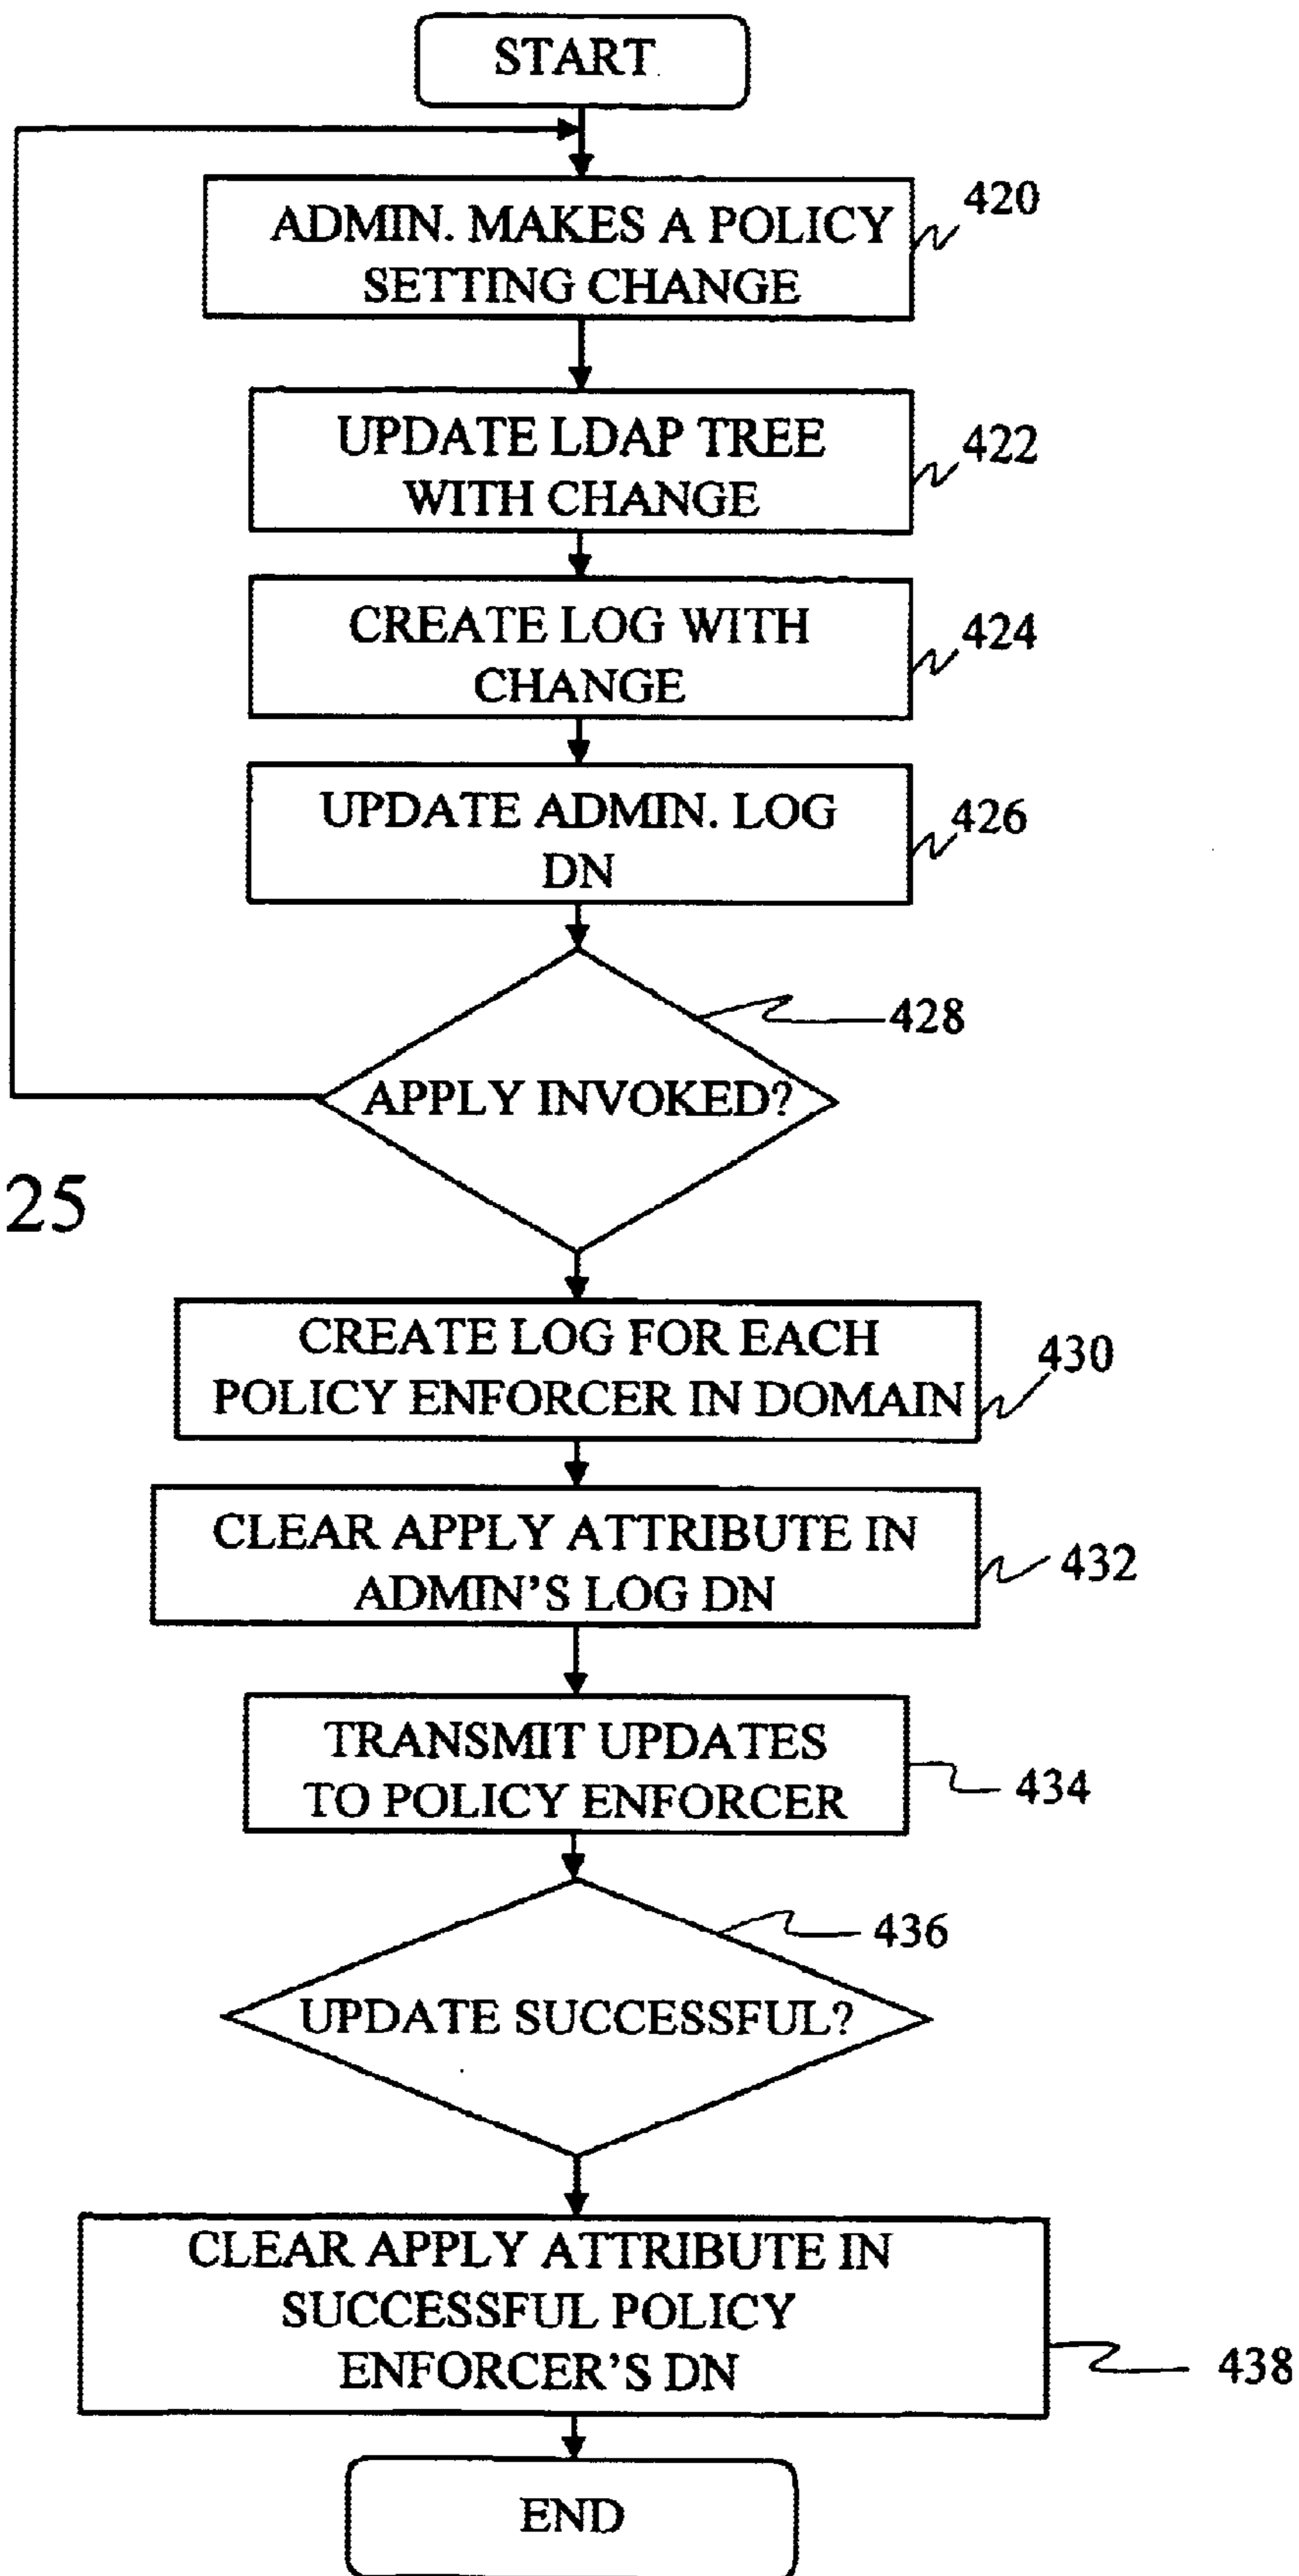 START
ADMIN. MAKES A POLICY
SETTING CHANGE
420
UPDATE LDAP TREE
WITH CHANGE
422
CREATE LOG WITH
CHANGE
424
UPDATE ADMIN. LOG
DN
426
428
APPLY INVOKED?
25
CREATE LOG FOR EACH
POLICY ENFORCER IN DOMAIN
430
CLEAR APPLY ATTRIBUTE IN
ADMIN'S LOG DN
432
TRANSMIT UPDATES
TO POLICY ENFORCER
434
436
UPDATE SUCCESSFUL?
CLEAR APPLY ATTRIBUTE IN
SUCCESSFUL POLICY
ENFORCER'S DN
438
END